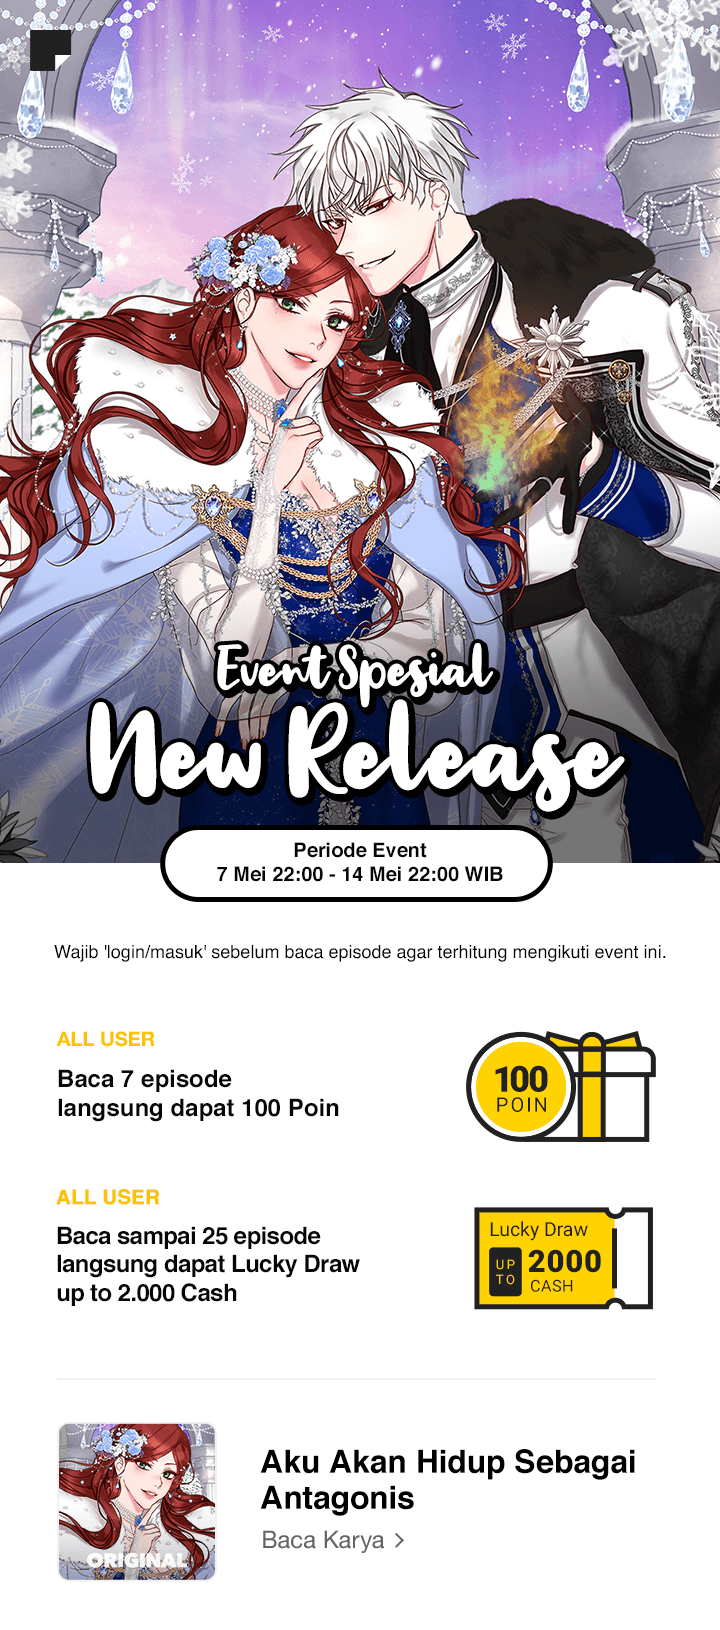 Event Spesial
New Release
Periode Event
7 Mei 22:00 - 14 Mei 22:00 WIB
Wajib 'login/masuk' sebelum baca episode agar terhitung mengikuti event ini.
ALL USER
Baca 7 episode
langsung dapat 100 Poin
100
POIN
ALL USER
Baca sampai 25 episode
langsung dapat Lucky Draw
up to 2.000 Cash
Lucky Draw
UP TO 2000
CASH
Aku Akan Hidup Sebagai
Antagonis
Baca Karya >
ORIGINAL